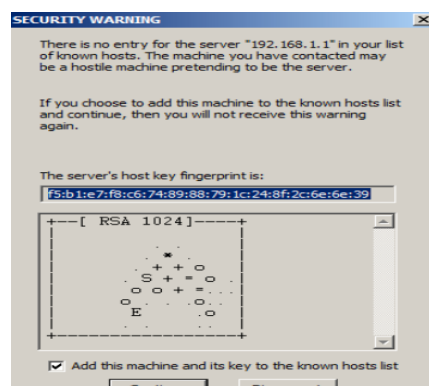 SECURITY WARNING
There is no entry for the server "192.168.1.1" in your list
of known hosts. The machine you have contacted may
be a hostile machine pretending to be the server.
If you choose to add this machine to the known hosts list
and continue, then you will not receive this warning
again.
The server's host key fingerprint is:
f5:b1:e7:f8:c6:74:89:88:79:1c:24:8f:2c:6e:6e:39
+--[ RSA 1024]----+
. .
. * .
. + + o
. S + = o .
o o + = . . .
o . . . o . .
E . o
. . . .
+-----------------+
Add this machine and its key to the known hosts list